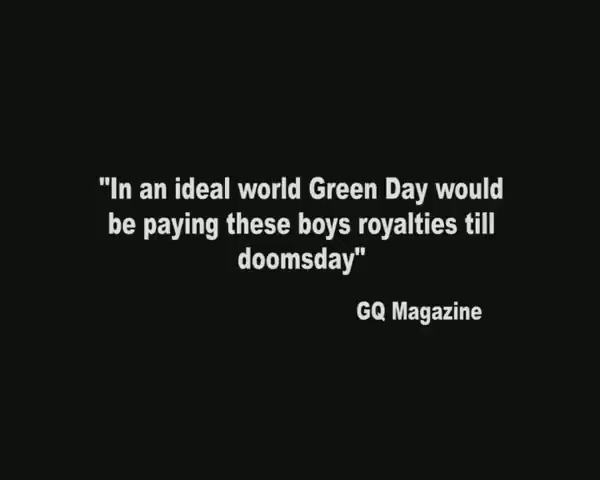 "In an ideal world Green Day would
be paying these boys royalties till
doomsday"
GQ Magazine